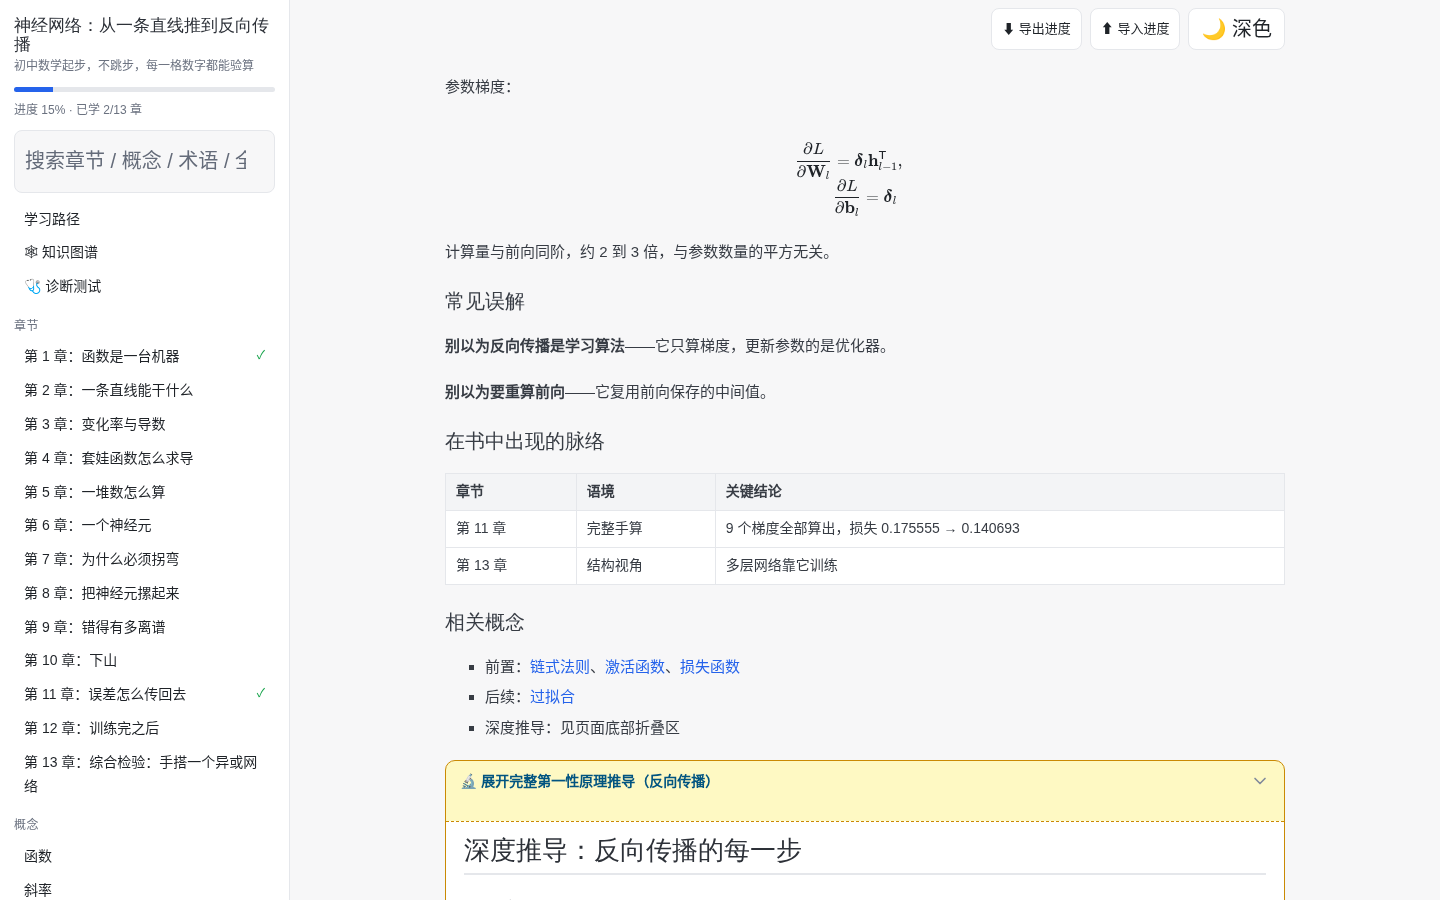 神经网络：从一条直线推到反向传
播
初中数学起步，不跳步，每一格数字都能验算
进度 15% · 已学 2/13 章
搜索章节 / 概念 / 术语 /
学习路径
🕸 知识图谱
🩺 诊断测试
章节
第 1 章：函数是一台机器 ✓
第 2 章：一条直线能干什么
第 3 章：变化率与导数
第 4 章：套娃函数怎么求导
第 5 章：一堆数怎么算
第 6 章：一个神经元
第 7 章：为什么必须拐弯
第 8 章：把神经元摞起来
第 9 章：错得有多离谱
第 10 章：下山
第 11 章：误差怎么传回去 ✓
第 12 章：训练完之后
第 13 章：综合检验：手搭一个异或网
络
概念
函数
斜率
⬇ 导出进度 ⬆ 导入进度 🌙 深色
参数梯度：
∂L/∂W_l = δ_l h_{l−1}^⊤,
∂L/∂b_l = δ_l
计算量与前向同阶，约 2 到 3 倍，与参数数量的平方无关。
常见误解
别以为反向传播是学习算法——它只算梯度，更新参数的是优化器。
别以为要重算前向——它复用前向保存的中间值。
在书中出现的脉络
章节 语境 关键结论
第 11 章 完整手算 9 个梯度全部算出，损失 0.175555 → 0.140693
第 13 章 结构视角 多层网络靠它训练
相关概念
▪ 前置：链式法则、激活函数、损失函数
▪ 后续：过拟合
▪ 深度推导：见页面底部折叠区
🔬 展开完整第一性原理推导（反向传播）
深度推导：反向传播的每一步